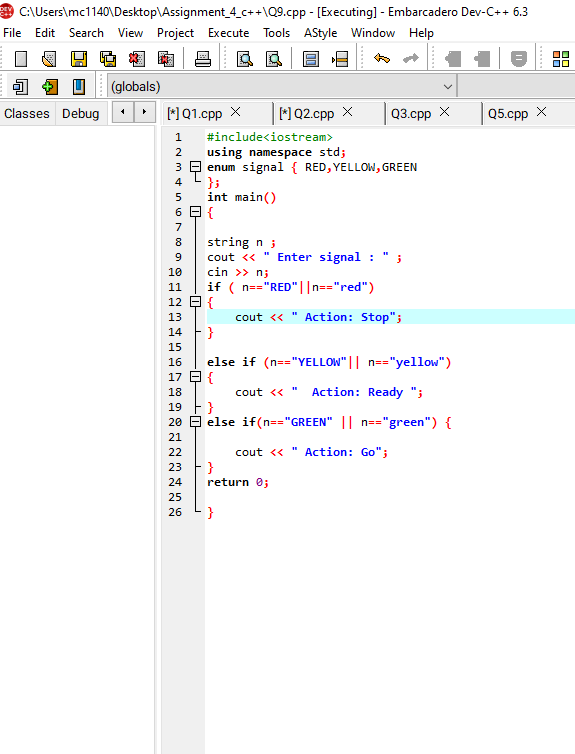 C:\Users\mc1140\Desktop\Assignment_4_c++\Q9.cpp - [Executing] - Embarcadero Dev-C++ 6.3
File Edit Search View Project Execute Tools AStyle Window Help
(globals)
Classes Debug [*] Q1.cpp [*] Q2.cpp Q3.cpp Q5.cpp
1 #include<iostream>
2 using namespace std;
3 enum signal { RED,YELLOW,GREEN
4 };
5 int main()
6 {
7
8 string n ;
9 cout << " Enter signal : " ;
10 cin >> n;
11 if ( n=="RED"||n=="red")
12 {
13     cout << " Action: Stop";
14 }
15
16 else if (n=="YELLOW"|| n=="yellow")
17 {
18     cout << "  Action: Ready ";
19 }
20 else if(n=="GREEN" || n=="green") {
21
22     cout << " Action: Go";
23 }
24 return 0;
25
26 }